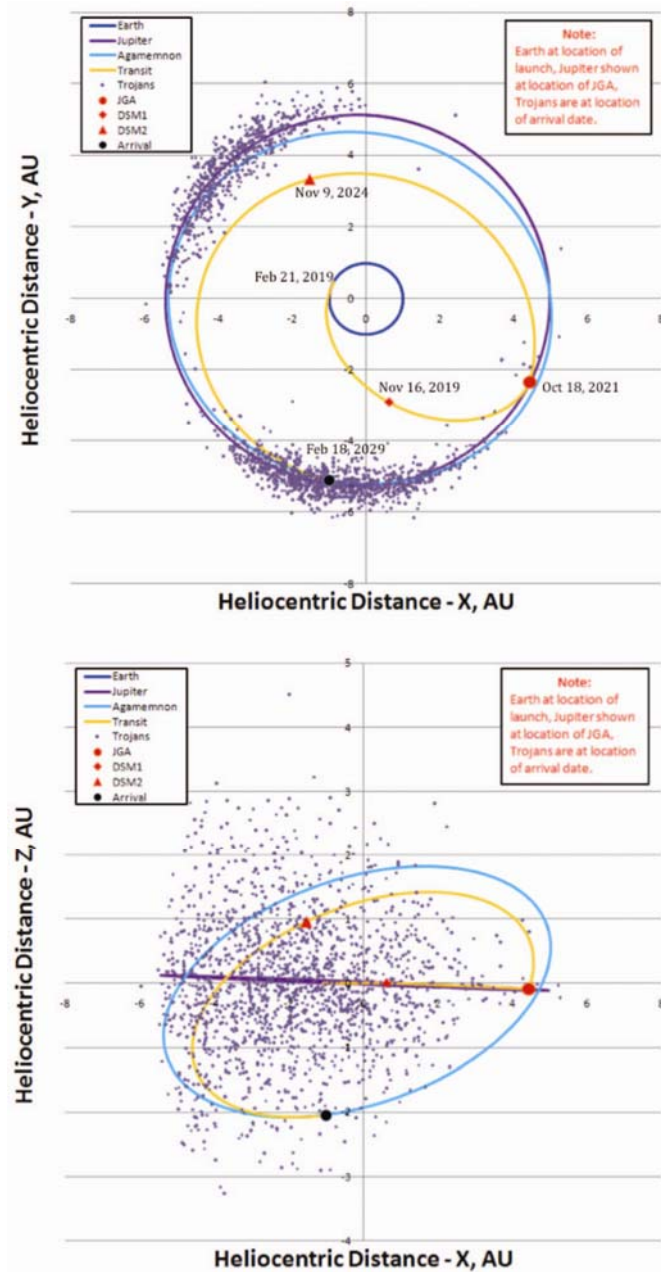 Earth
Jupiter
Agamemnon
Transit
Trojans
JGA
DSM1
DSM2
Arrival
Note:
Earth at location of
launch, Jupiter shown
at location of JGA,
Trojans are at location
of arrival date.
8
6
4
2
0
-2
-4
-6
-8
-8 -6 -4 -2 0 2 4 6 8
Nov 9, 2024
Feb 21, 2019
Nov 16, 2019
Oct 18, 2021
Feb 18, 2029
Heliocentric Distance - Y, AU
Heliocentric Distance - X, AU
Earth
Jupiter
Agamemnon
Transit
Trojans
JGA
DSM1
DSM2
Arrival
Note:
Earth at location of
launch, Jupiter shown
at location of JGA,
Trojans are at location
of arrival date.
5
4
3
2
1
0
-1
-2
-3
-4
-8 -6 -4 -2 0 2 4 6 8
Heliocentric Distance - Z, AU
Heliocentric Distance - X, AU